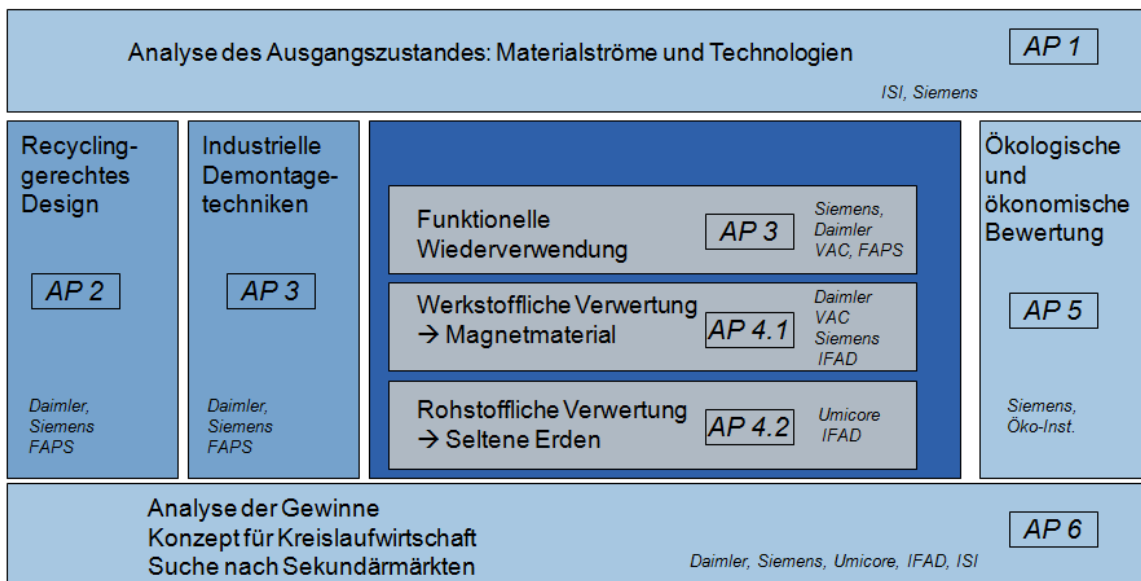 Analyse des Ausgangszustandes: Materialströme und Technologien
AP 1
ISI, Siemens
Recycling-
gerechtes
Design
AP 2
Daimler,
Siemens
FAPS
Industrielle
Demontage-
techniken
AP 3
Daimler,
Siemens
FAPS
Funktionelle
Wiederverwendung
AP 3
Siemens,
Daimler
VAC, FAPS
Werkstoffliche Verwertung
→ Magnetmaterial
AP 4.1
Daimler
VAC
Siemens
IFAD
Rohstoffliche Verwertung
→ Seltene Erden
AP 4.2
Umicore
IFAD
Ökologische
und
ökonomische
Bewertung
AP 5
Siemens,
Öko-Inst.
Analyse der Gewinne
Konzept für Kreislaufwirtschaft
Suche nach Sekundärmärkten
AP 6
Daimler, Siemens, Umicore, IFAD, ISI